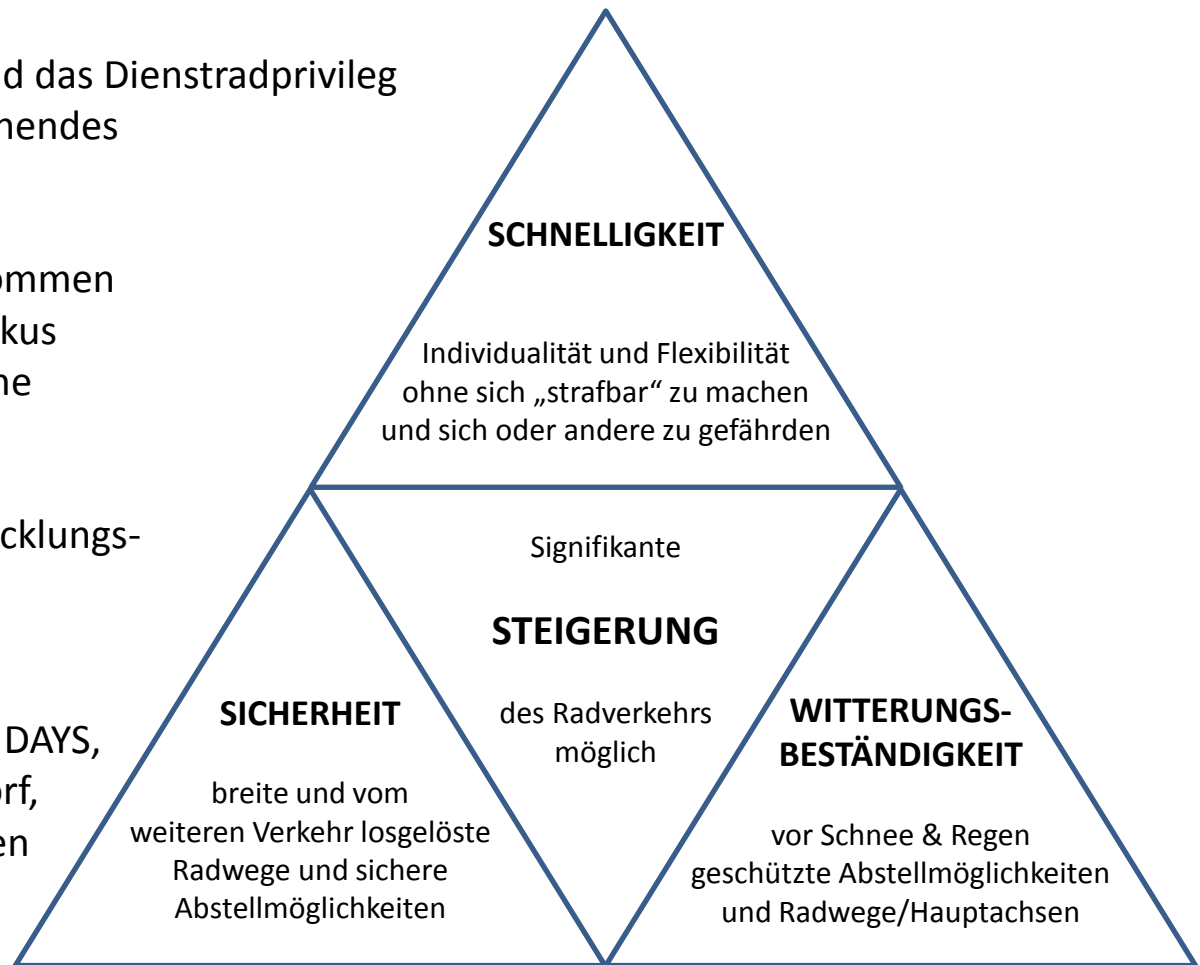 d das Dienstradprivileg
nendes
ommen
kus
ne
cklungs-
DAYS,
orf,
en
SCHNELLIGKEIT
Individualität und Flexibilität
ohne sich „strafbar“ zu machen
und sich oder andere zu gefährden
Signifikante
STEIGERUNG
des Radverkehrs
möglich
SICHERHEIT
breite und vom
weiteren Verkehr losgelöste
Radwege und sichere
Abstellmöglichkeiten
WITTERUNGS-
BESTÄNDIGKEIT
vor Schnee & Regen
geschützte Abstellmöglichkeiten
und Radwege/Hauptachsen